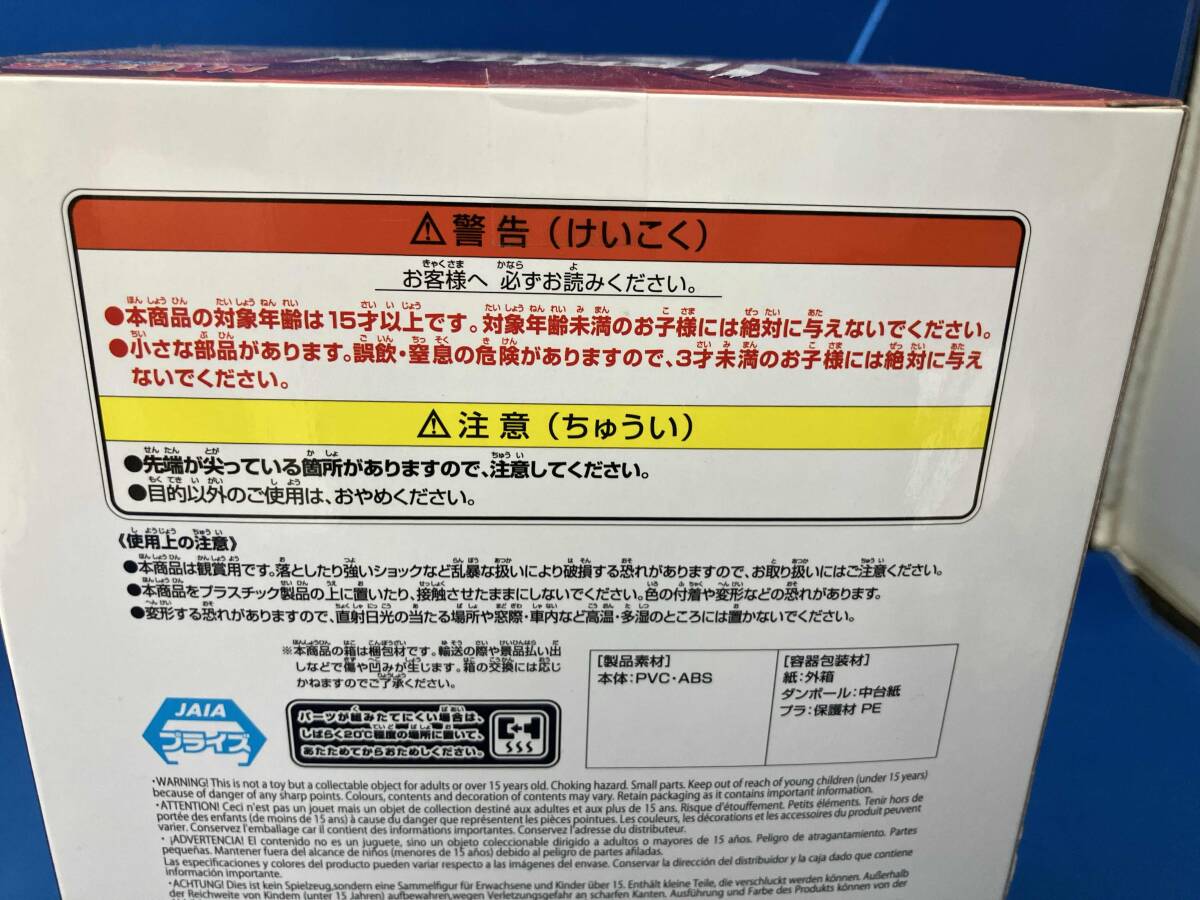 ⚠警告(けいこく)
お客様へ 必ずお読みください。
●本商品の対象年齢は15才以上です。対象年齢未満のお子様には絶対に与えないでください。
●小さな部品があります。誤飲・窒息の危険がありますので、3才未満のお子様には絶対に与え
ないでください。
⚠注意(ちゅうい)
●先端が尖っている箇所がありますので、注意してください。
●目的以外のご使用は、おやめください。
《使用上の注意》
●本商品は観賞用です。落としたり強いショックなど乱暴な扱いにより破損する恐れがありますので、お取り扱いにはご注意ください。
●本商品をプラスチック製品の上に置いたり、接触させたままにしないでください。色の付着や変形などの恐れがあります。
●変形する恐れがありますので、直射日光の当たる場所や窓際・車内など高温・多湿のところには置かないでください。
※本商品の箱は梱包材です。輸送の際や景品払い出
しなどで傷や凹みが生じます。箱の交換には応じ
かねますのでご了承ください。
JAIA
プライズ
パーツが組みたてにくい場合は、
しばらく20℃程度の場所に置いて、
あたためてからおためしください。
【製品素材】
本体:PVC・ABS
【容器包装材】
紙:外箱
ダンボール:中台紙
プラ:保護材 PE
・WARNING! This is not a toy but a collectable object for adults or over 15 years old. Choking hazard. Small parts. Keep out of reach of young children (under 15 years)
because of danger of any sharp points. Colours, contents and decoration of contents may vary. Retain packaging as it contains important information.
・ATTENTION! Ceci n'est pas un jouet mais un objet de collection destiné aux adultes et aux plus de 15 ans. Risque d'étouffement. Petits éléments. Tenir hors de
portée des enfants (de moins de 15 ans) à cause du danger que représentent les pièces pointues. Les couleurs, les décorations et les accessoires du produit peuvent
varier. Conservez l'emballage car il contient des informations importantes. Conservez l'adresse du distributeur.
・¡ADVERTENCIA! El contenido no es un juguete, sino un objeto coleccionable dirigido a adultos o mayores de 15 años. Peligro de atragantamiento. Partes
pequeñas. Mantener fuera del alcance de niños (menores de 15 años) debido al peligro de partes afiladas.
Las especificaciones y colores del producto pueden variar respecto a las imágenes del envase. Conservar la dirección del distribuidor y la caja dado que contiene
información importante.
・ACHTUNG! Dies ist kein Spielzeug,sondern eine Sammelfigur für Erwachsene und Kinder über 15. Enthält kleine Teile, die verschluckt werden können. Außerhalb
der Reichweite von Kindern (unter 15 Jahren) aufbewahren,wegen Verletzungsgefahr an scharfen Kanten. Ausführung und Farbe des Produkts können von der